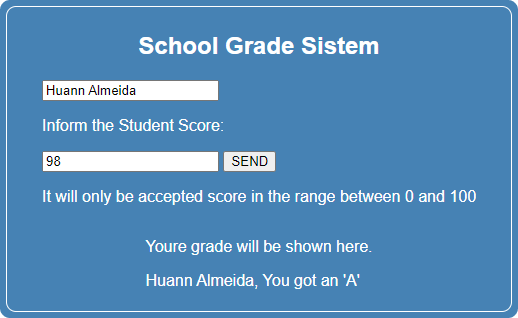 School Grade Sistem
Huann Almeida
Inform the Student Score:
98 SEND
It will only be accepted score in the range between 0 and 100
Youre grade will be shown here.
Huann Almeida, You got an 'A'